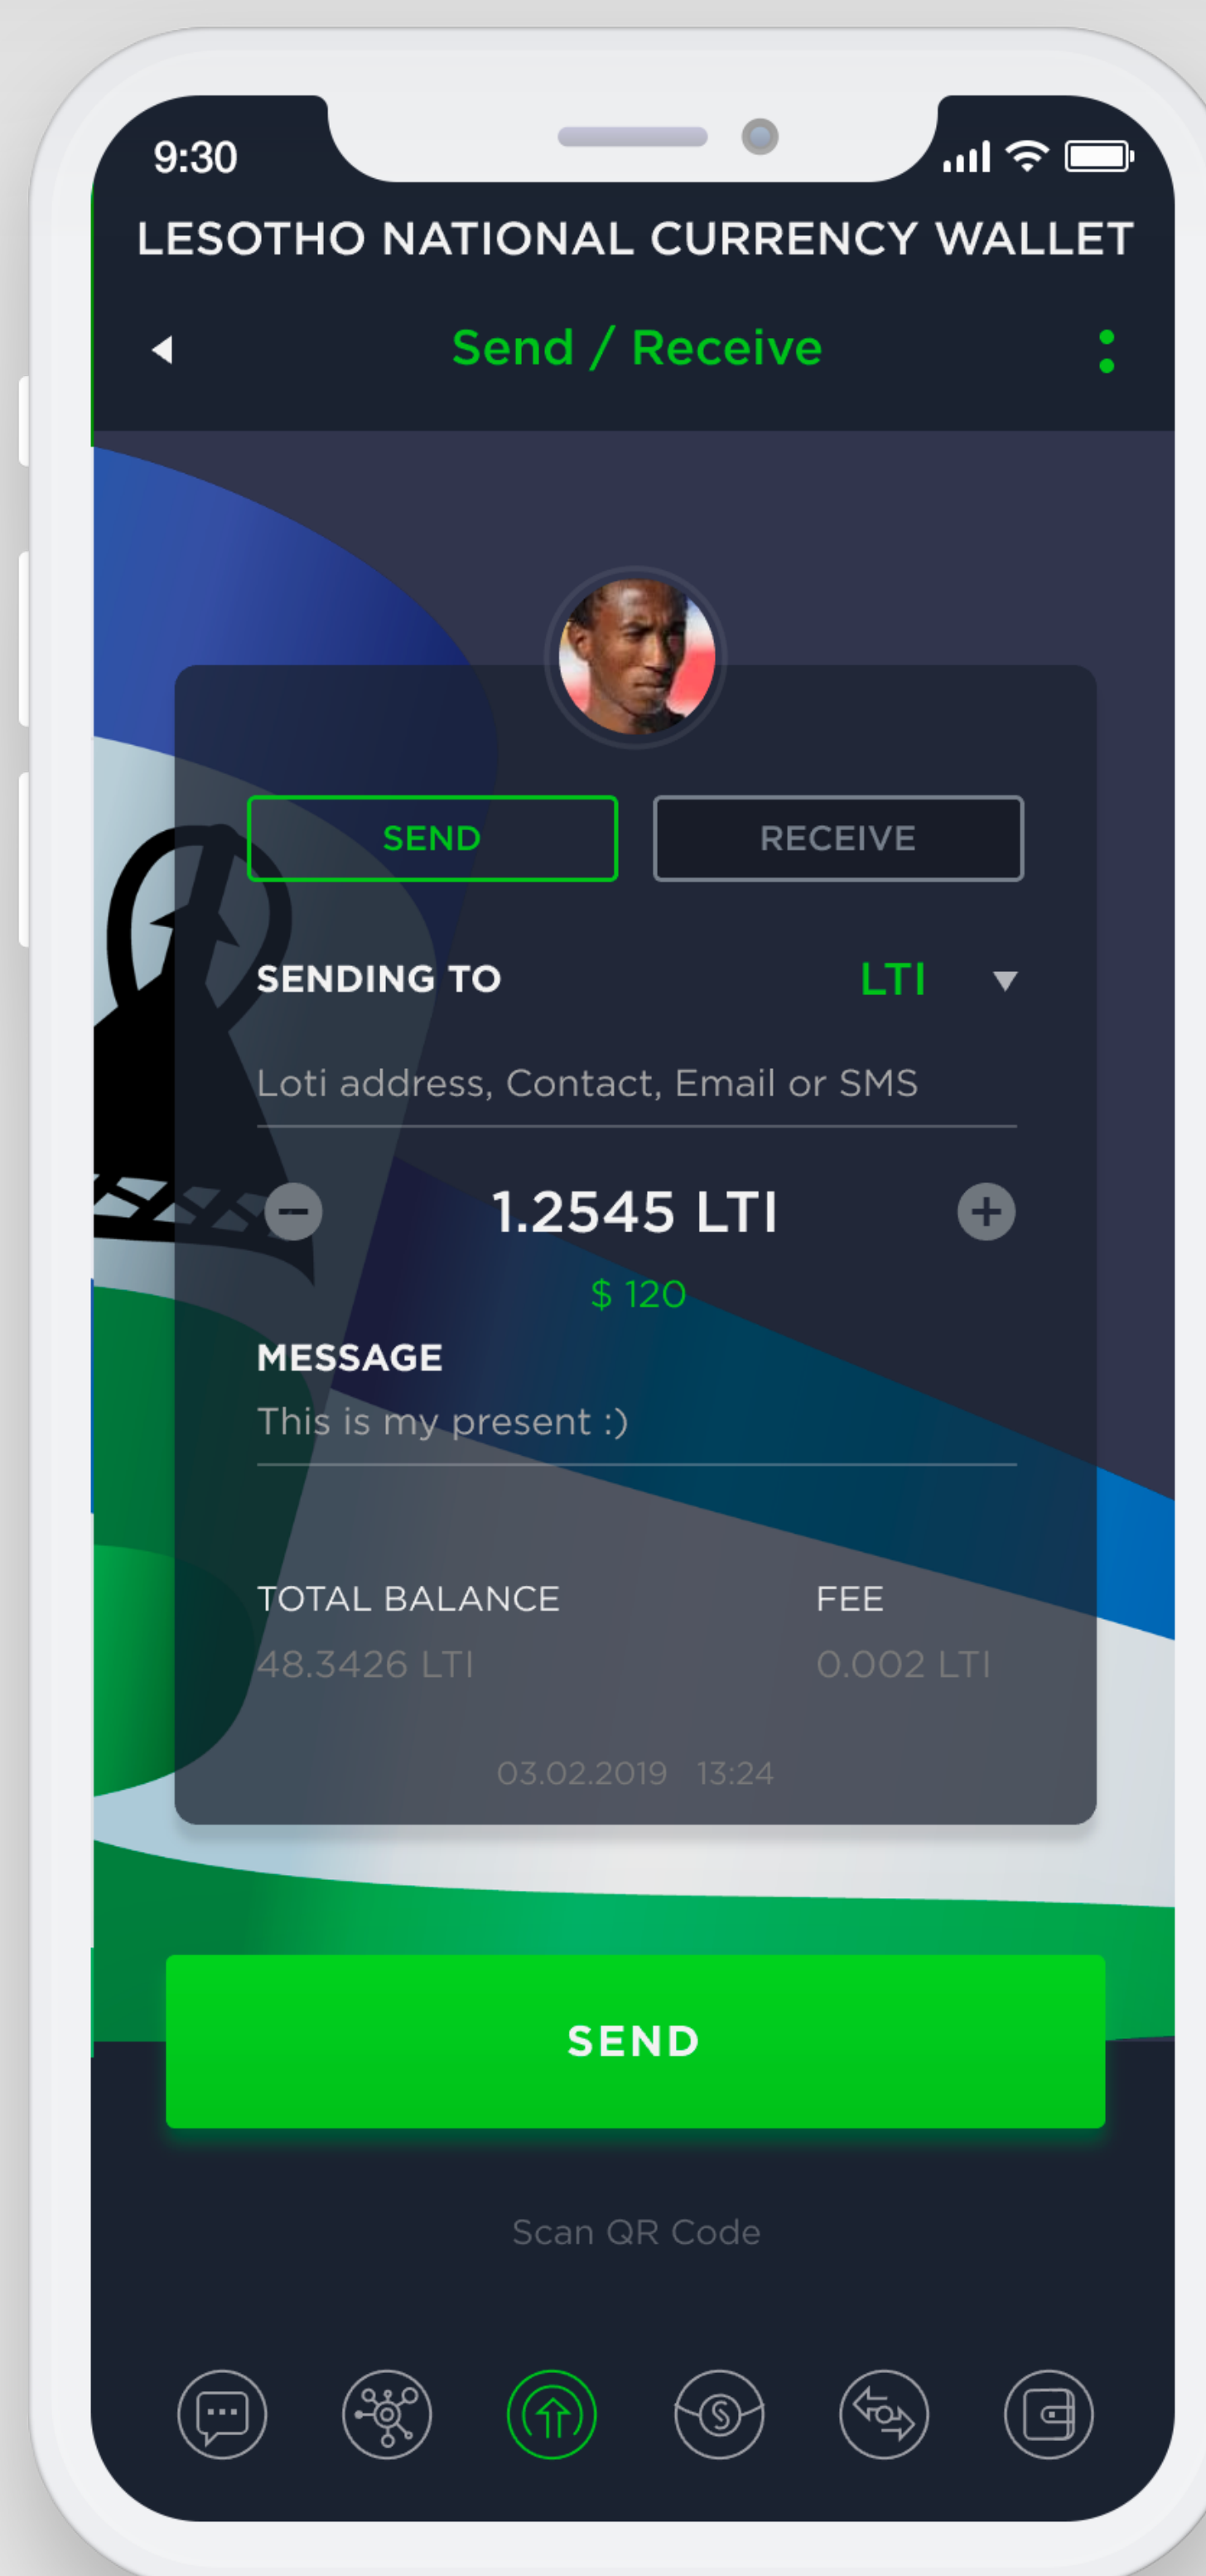 9:30
LESOTHO NATIONAL CURRENCY WALLET
Send / Receive
SEND RECEIVE
SENDING TO LTI
Loti address, Contact, Email or SMS
1.2545 LTI
$ 120
MESSAGE
This is my present :)
TOTAL BALANCE FEE
48.3426 LTI 0.002 LTI
03.02.2019 13:24
SEND
Scan QR Code